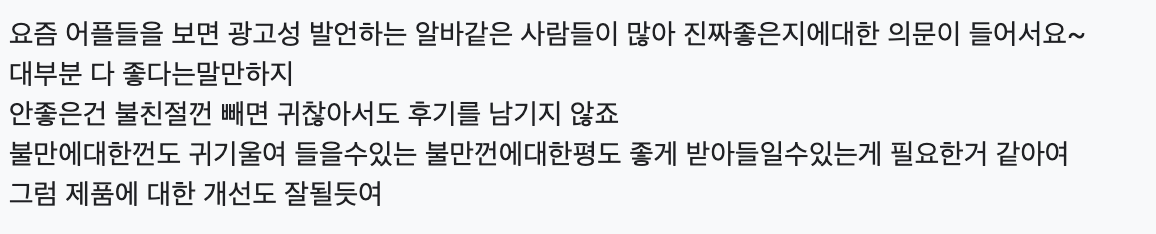 요즘 어플들을 보면 광고성 발언하는 알바같은 사람들이 많아 진짜좋은지에대한 의문이 들어서요~
대부분 다 좋다는말만하지
안좋은건 불친절껀 빼면 귀찮아서도 후기를 남기지 않죠
불만에대한껀도 귀기울여 들을수있는 불만껀에대한평도 좋게 받아들일수있는게 필요한거 같아여
그럼 제품에 대한 개선도 잘될듯여